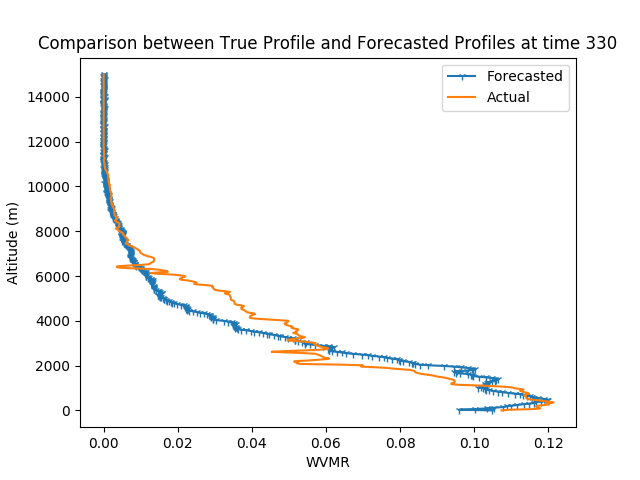 Comparison between True Profile and Forecasted Profiles at time 330
Forecasted
Actual
14000
12000
10000
8000
6000
4000
2000
0
Altitude (m)
0.00 0.02 0.04 0.06 0.08 0.10 0.12
WVMR